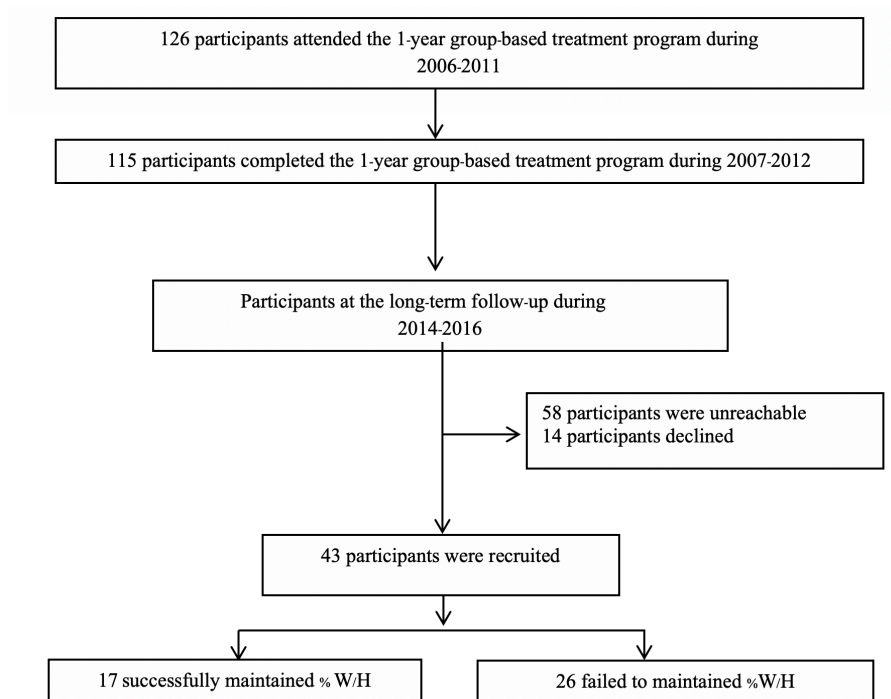 126 participants attended the 1-year group-based treatment program during
2006-2011
115 participants completed the 1-year group-based treatment program during 2007-2012
Participants at the long-term follow-up during
2014-2016
58 participants were unreachable
14 participants declined
43 participants were recruited
17 successfully maintained % W/H
26 failed to maintained %W/H